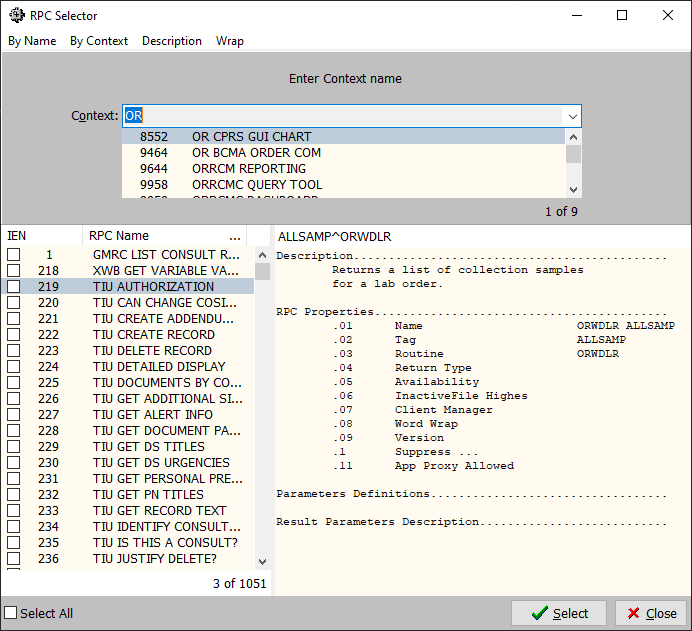 RPC Selector
By Name By Context Description Wrap
Enter Context name
Context: OR
8552 OR CPRS GUI CHART
9464 OR BCMA ORDER COM
9644 ORRCM REPORTING
9958 ORRCMC QUERY TOOL
1 of 9
IEN RPC Name ...
1 GMRC LIST CONSULT R...
218 XWB GET VARIABLE VA...
219 TIU AUTHORIZATION
220 TIU CAN CHANGE COSI...
221 TIU CREATE ADDENDU...
222 TIU CREATE RECORD
223 TIU DELETE RECORD
224 TIU DETAILED DISPLAY
225 TIU DOCUMENTS BY CO...
226 TIU GET ADDITIONAL SI...
227 TIU GET ALERT INFO
228 TIU GET DOCUMENT PA...
229 TIU GET DS TITLES
230 TIU GET DS URGENCIES
231 TIU GET PERSONAL PRE...
232 TIU GET PN TITLES
233 TIU GET RECORD TEXT
234 TIU IDENTIFY CONSULT...
235 TIU IS THIS A CONSULT?
236 TIU JUSTIFY DELETE?
3 of 1051
ALLSAMP^ORWDLR
Description.............................................
Returns a list of collection samples
for a lab order.
RPC Properties..........................................
.01 Name ORWDLR ALLSAMP
.02 Tag ALLSAMP
.03 Routine ORWDLR
.04 Return Type
.05 Availability
.06 InactiveFile Highes
.07 Client Manager
.08 Word Wrap
.09 Version
.1 Suppress ...
.11 App Proxy Allowed
Parameters Definitions..................................
Result Parameters Description...........................
Select All
Select Close